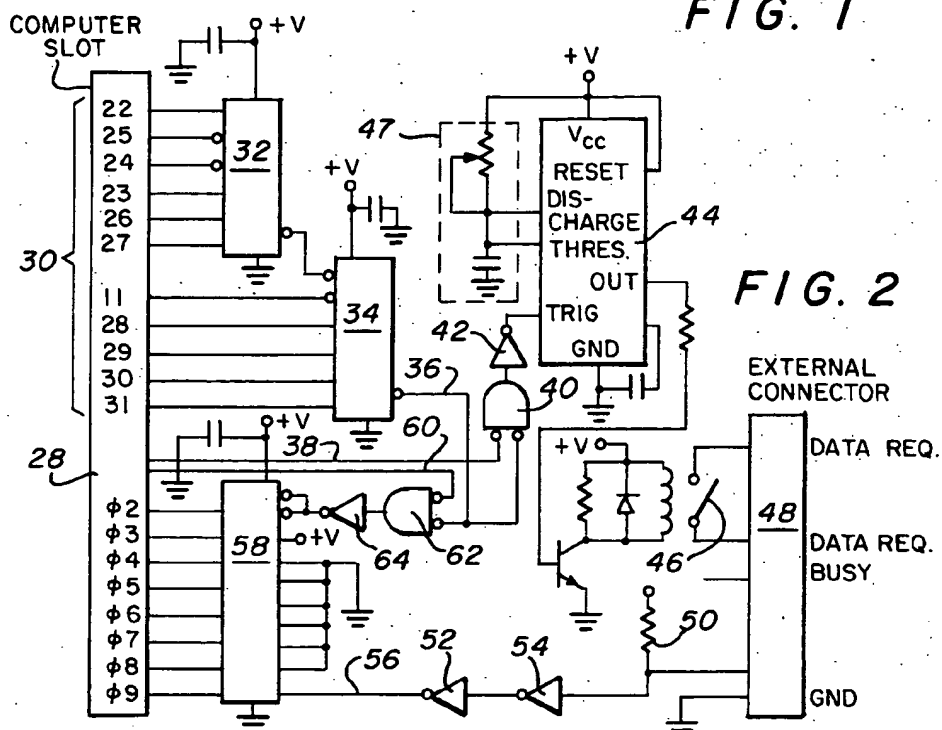 FIG. 1
COMPUTER
SLOT
+V
22
25
24
23
26
27
32
30
11
28
29
30
31
+V
34
36
+V
47
VCC
RESET
DIS-
CHARGE
THRES.
OUT
TRIG
GND
44
42
40
FIG. 2
EXTERNAL
CONNECTOR
DATA REQ.
48
DATA REQ.
BUSY
GND
+V
46
50
28
38
60
+V
φ2
φ3
φ4
φ5
φ6
φ7
φ8
φ9
58
+V
64
62
56
52
54